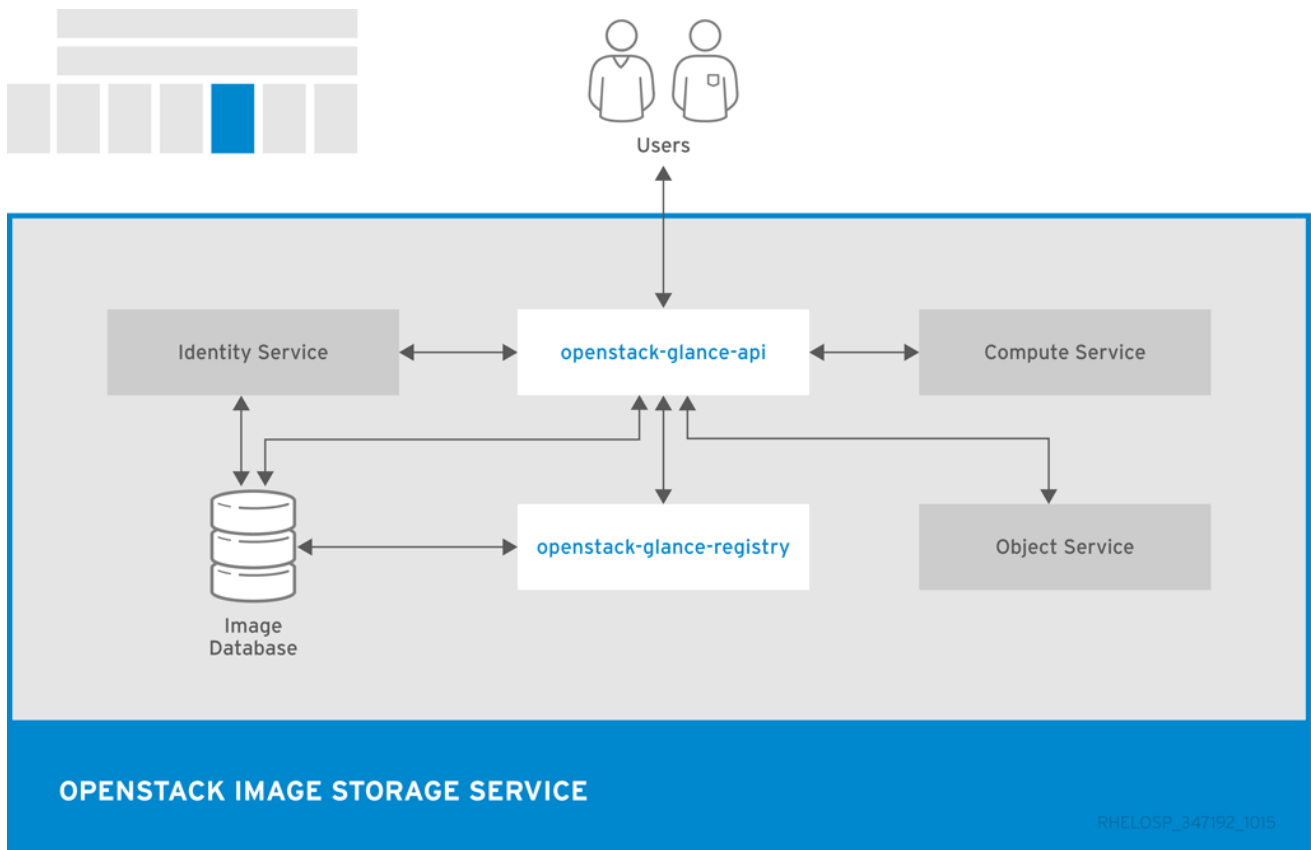 Users
Identity Service
openstack-glance-api
Compute Service
openstack-glance-registry
Object Service
Image
Database
OPENSTACK IMAGE STORAGE SERVICE
RHELOSP_347192_1015